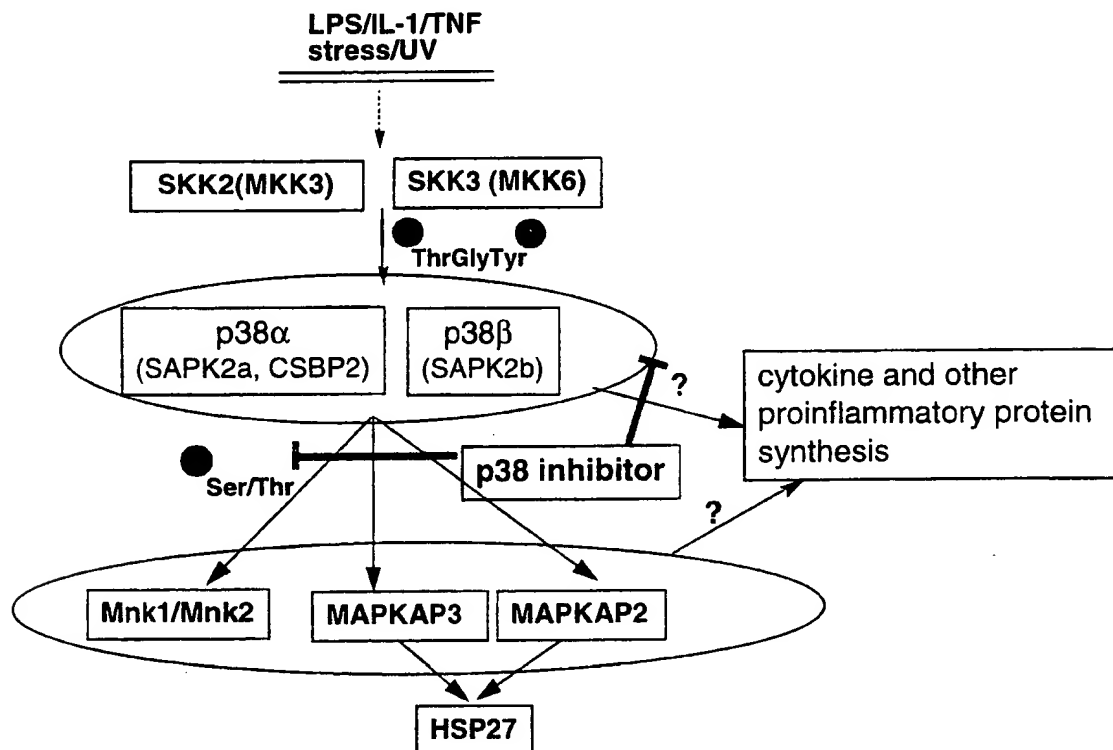 LPS/IL-1/TNF
stress/UV
SKK2(MKK3)
SKK3 (MKK6)
ThrGlyTyr
p38α
(SAPK2a, CSBP2)
p38β
(SAPK2b)
?
cytokine and other
proinflammatory protein
synthesis
p38 inhibitor
Ser/Thr
?
Mnk1/Mnk2
MAPKAP3
MAPKAP2
HSP27